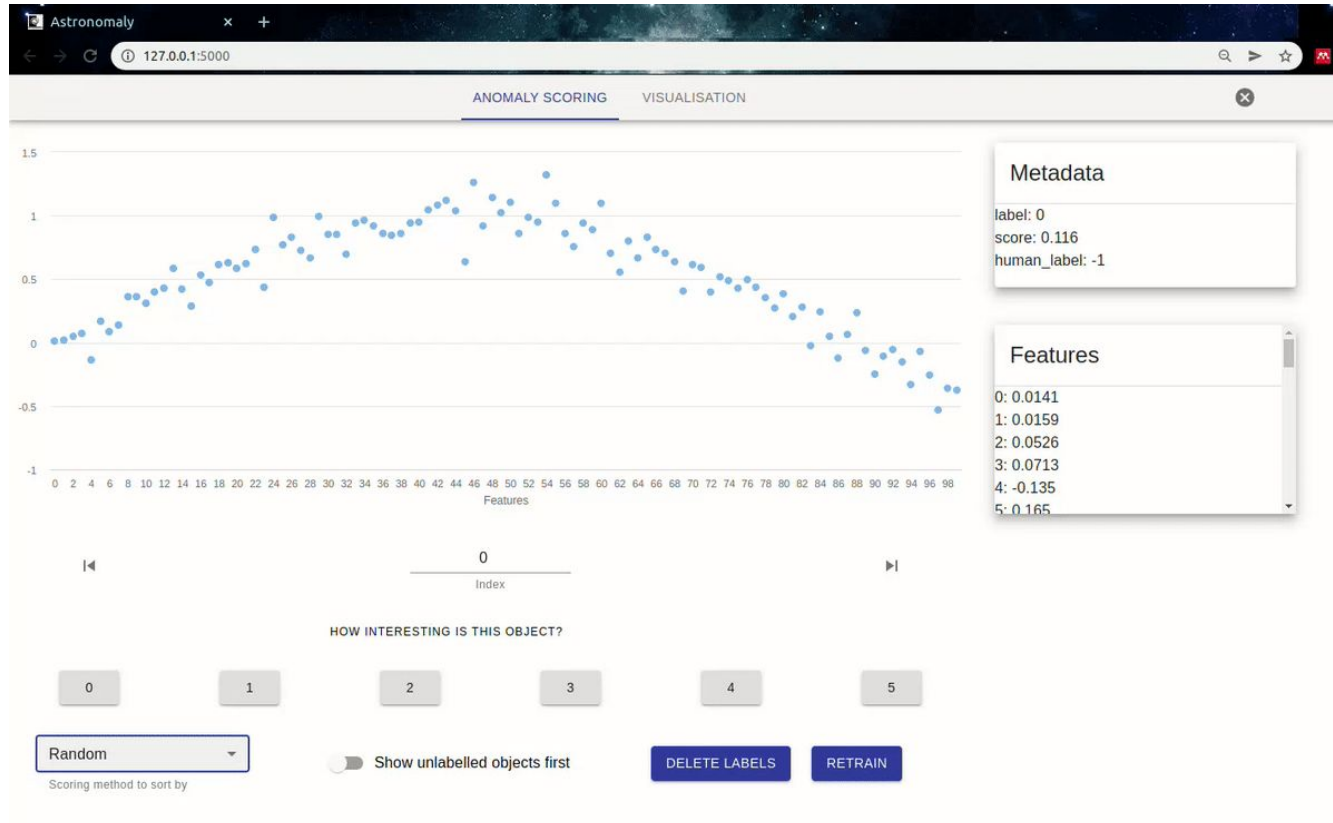 Astronomaly
127.0.0.1:5000
ANOMALY SCORING VISUALISATION
1.5
1
0.5
0
-0.5
-1
0 2 4 6 8 10 12 14 16 18 20 22 24 26 28 30 32 34 36 38 40 42 44 46 48 50 52 54 56 58 60 62 64 66 68 70 72 74 76 78 80 82 84 86 88 90 92 94 96 98
Features
Metadata
label: 0
score: 0.116
human_label: -1
Features
0: 0.0141
1: 0.0159
2: 0.0526
3: 0.0713
4: -0.135
5: 0.165
0
Index
HOW INTERESTING IS THIS OBJECT?
0 1 2 3 4 5
Random
Scoring method to sort by
Show unlabelled objects first
DELETE LABELS RETRAIN